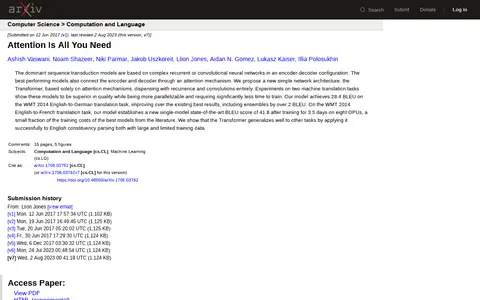 arXiv
Search Submit Donate Log in
Computer Science > Computation and Language
[Submitted on 12 Jun 2017 (v1), last revised 2 Aug 2023 (this version, v7)]
Attention Is All You Need
Ashish Vaswani, Noam Shazeer, Niki Parmar, Jakob Uszkoreit, Llion Jones, Aidan N. Gomez, Lukasz Kaiser, Illia Polosukhin
The dominant sequence transduction models are based on complex recurrent or convolutional neural networks in an encoder-decoder configuration. The
best performing models also connect the encoder and decoder through an attention mechanism. We propose a new simple network architecture, the
Transformer, based solely on attention mechanisms, dispensing with recurrence and convolutions entirely. Experiments on two machine translation tasks
show these models to be superior in quality while being more parallelizable and requiring significantly less time to train. Our model achieves 28.4 BLEU on
the WMT 2014 English-to-German translation task, improving over the existing best results, including ensembles by over 2 BLEU. On the WMT 2014
English-to-French translation task, our model establishes a new single-model state-of-the-art BLEU score of 41.8 after training for 3.5 days on eight GPUs, a
small fraction of the training costs of the best models from the literature. We show that the Transformer generalizes well to other tasks by applying it
successfully to English constituency parsing both with large and limited training data.
Comments: 15 pages, 5 figures
Subjects: Computation and Language (cs.CL); Machine Learning
(cs.LG)
Cite as: arXiv:1706.03762 [cs.CL]
(or arXiv:1706.03762v7 [cs.CL] for this version)
https://doi.org/10.48550/arXiv.1706.03762
Submission history
From: Llion Jones [view email]
[v1] Mon, 12 Jun 2017 17:57:34 UTC (1,102 KB)
[v2] Mon, 19 Jun 2017 16:49:45 UTC (1,125 KB)
[v3] Tue, 20 Jun 2017 05:20:02 UTC (1,125 KB)
[v4] Fri, 30 Jun 2017 17:29:30 UTC (1,124 KB)
[v5] Wed, 6 Dec 2017 03:30:32 UTC (1,124 KB)
[v6] Mon, 24 Jul 2023 00:48:54 UTC (1,124 KB)
[v7] Wed, 2 Aug 2023 00:41:18 UTC (1,124 KB)
Access Paper:
View PDF
HTML (experimental)